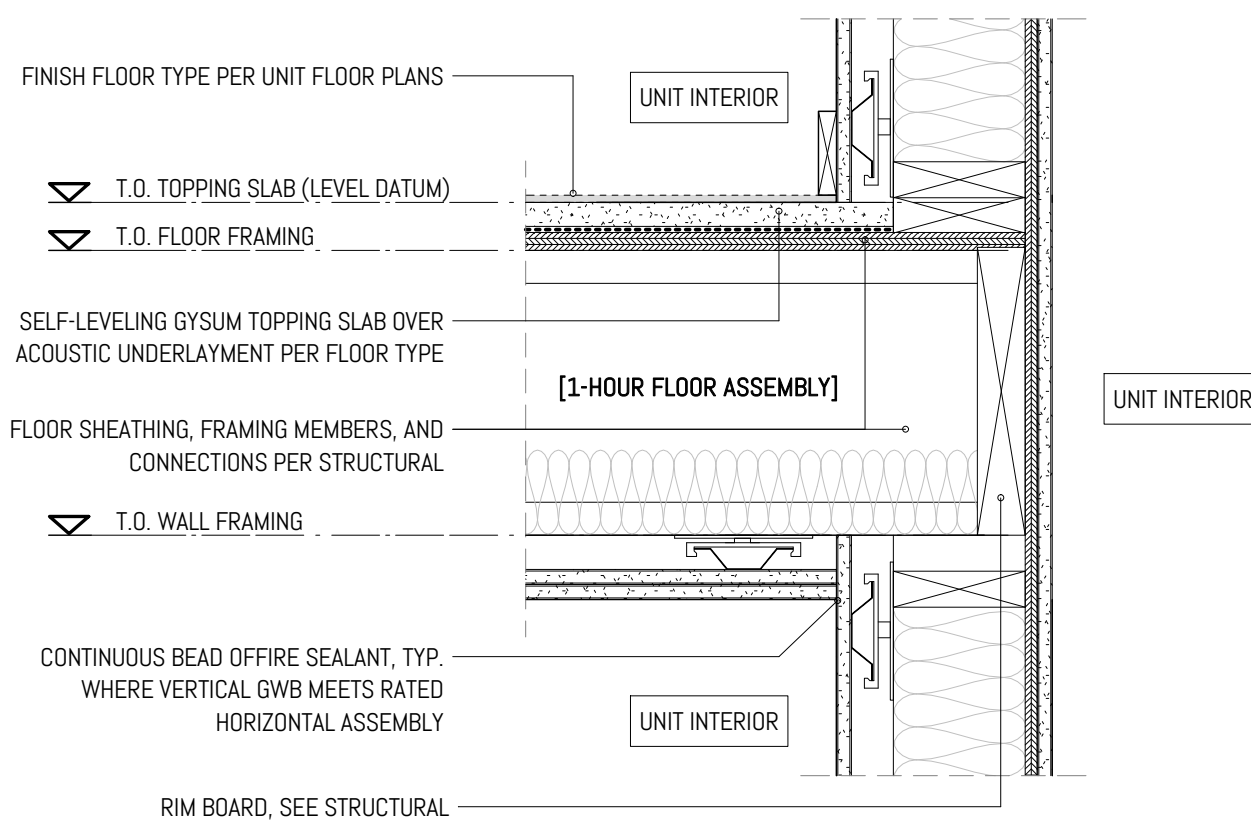 FINISH FLOOR TYPE PER UNIT FLOOR PLANS
UNIT INTERIOR
T.O. TOPPING SLAB (LEVEL DATUM)
T.O. FLOOR FRAMING
SELF-LEVELING GYSUM TOPPING SLAB OVER
ACOUSTIC UNDERLAYMENT PER FLOOR TYPE
[1-HOUR FLOOR ASSEMBLY]
UNIT INTERIOR
FLOOR SHEATHING, FRAMING MEMBERS, AND
CONNECTIONS PER STRUCTURAL
T.O. WALL FRAMING
CONTINUOUS BEAD OFFIRE SEALANT, TYP.
WHERE VERTICAL GWB MEETS RATED
HORIZONTAL ASSEMBLY
UNIT INTERIOR
RIM BOARD, SEE STRUCTURAL